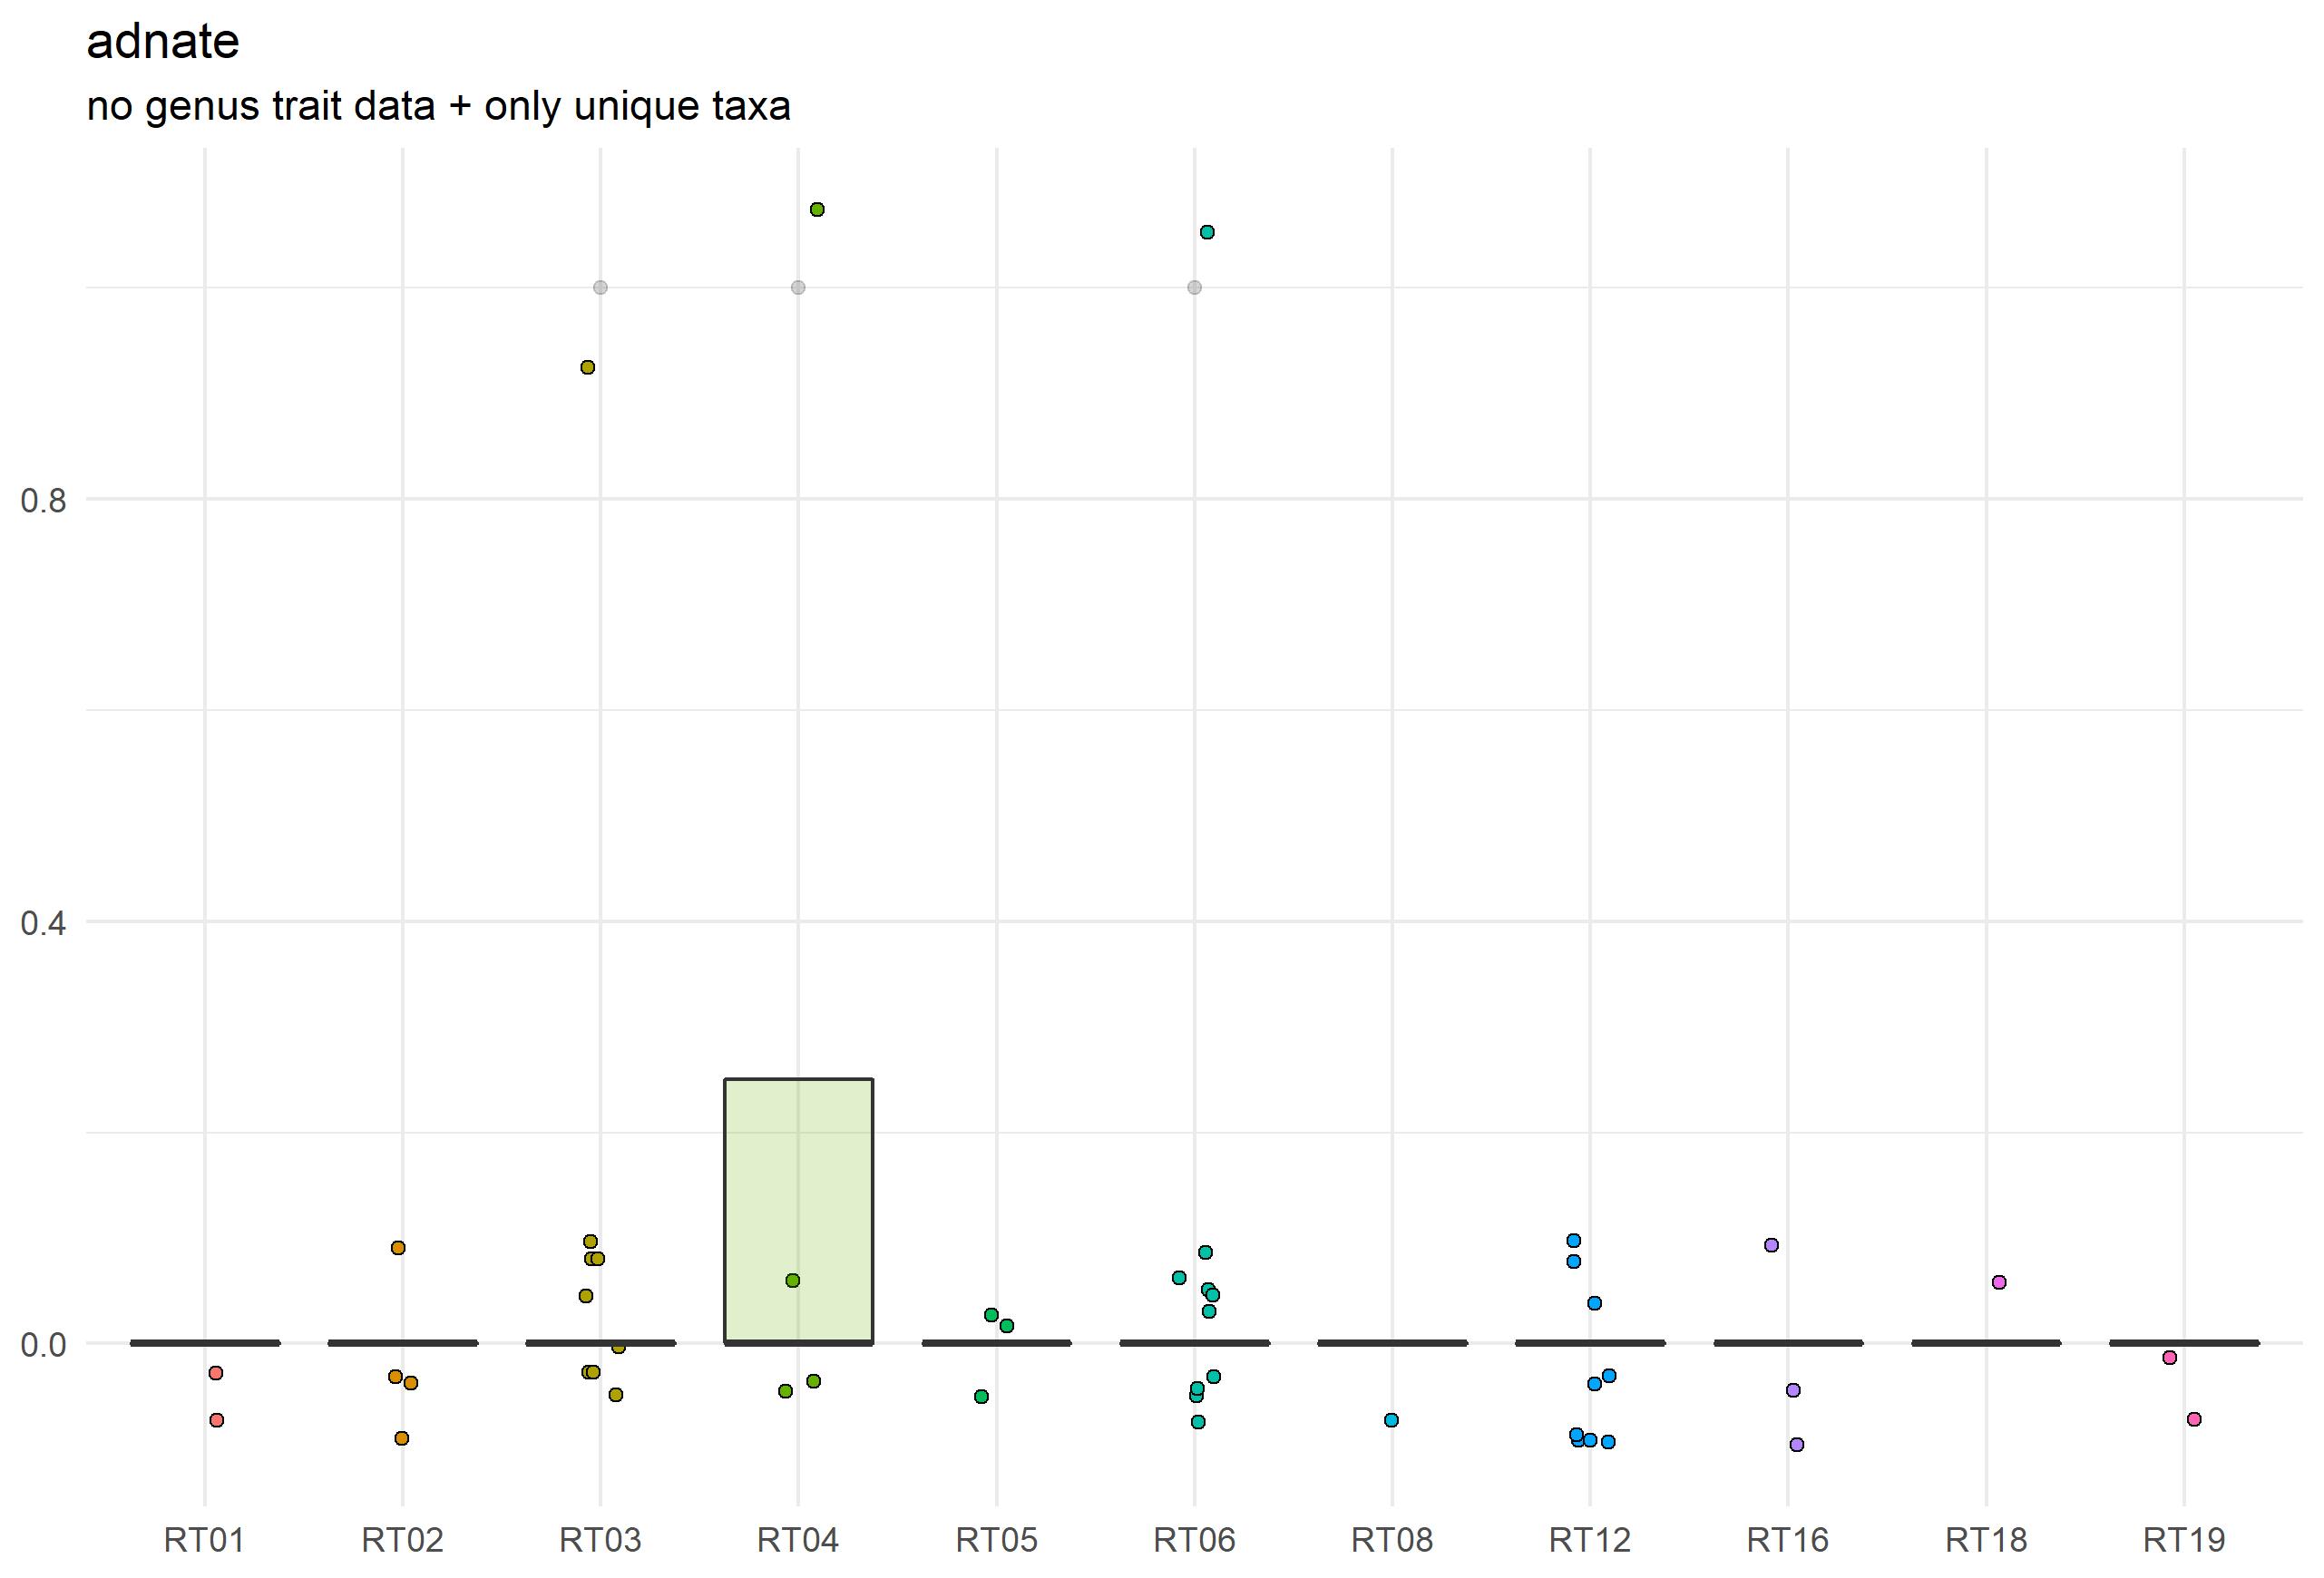 adnate
no genus trait data + only unique taxa
0.8
0.4
0.0
RT01 RT02 RT03 RT04 RT05 RT06 RT08 RT12 RT16 RT18 RT19